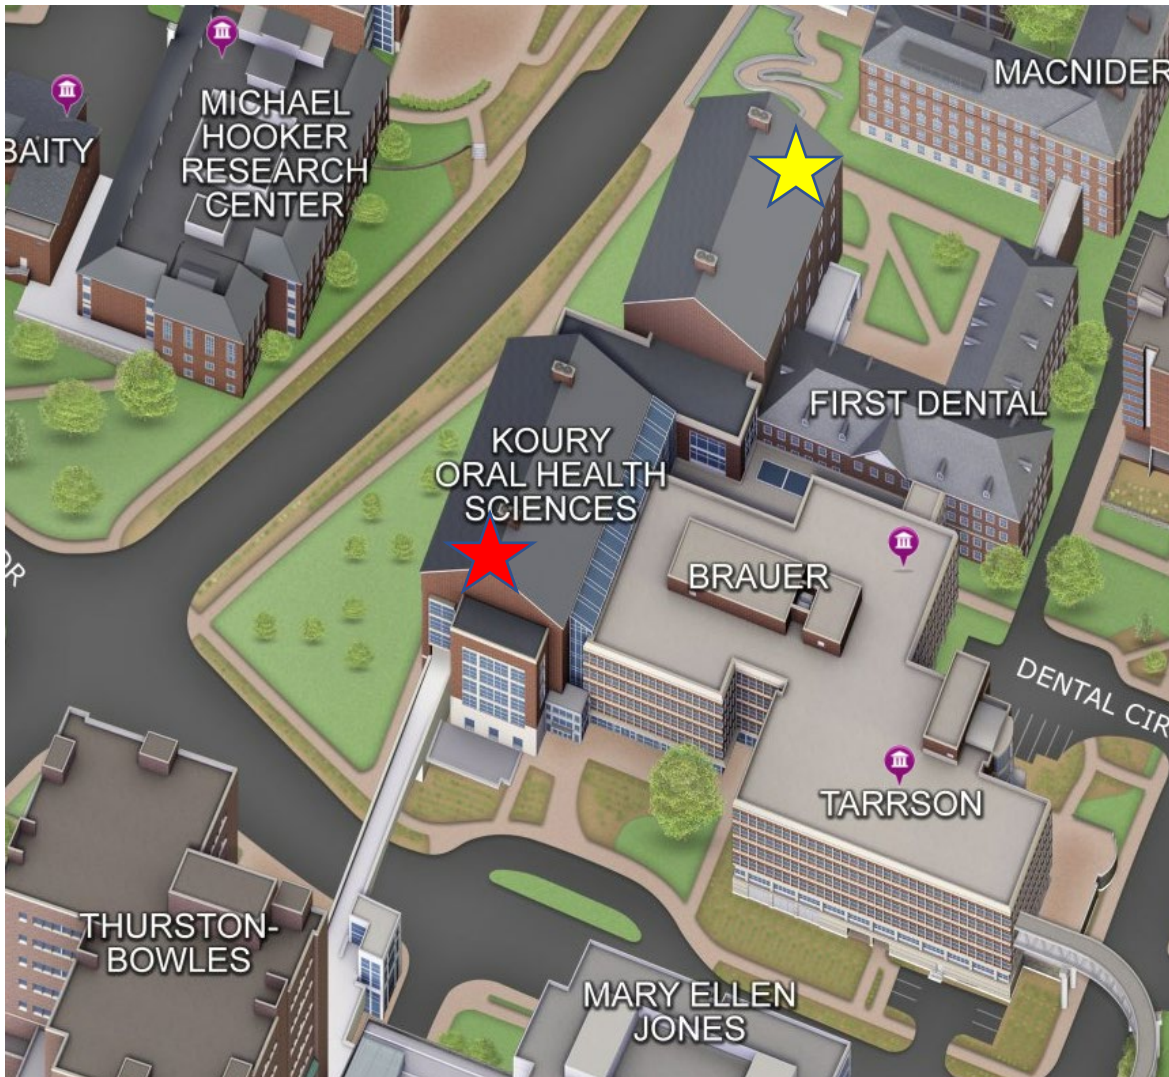 MICHAEL
HOOKER
RESEARCH
CENTER
BAITY
MACNIDER
FIRST DENTAL
KOURY
ORAL HEALTH
SCIENCES
BRAUER
DENTAL CIR
OR
TARRSON
THURSTON-
BOWLES
MARY ELLEN
JONES